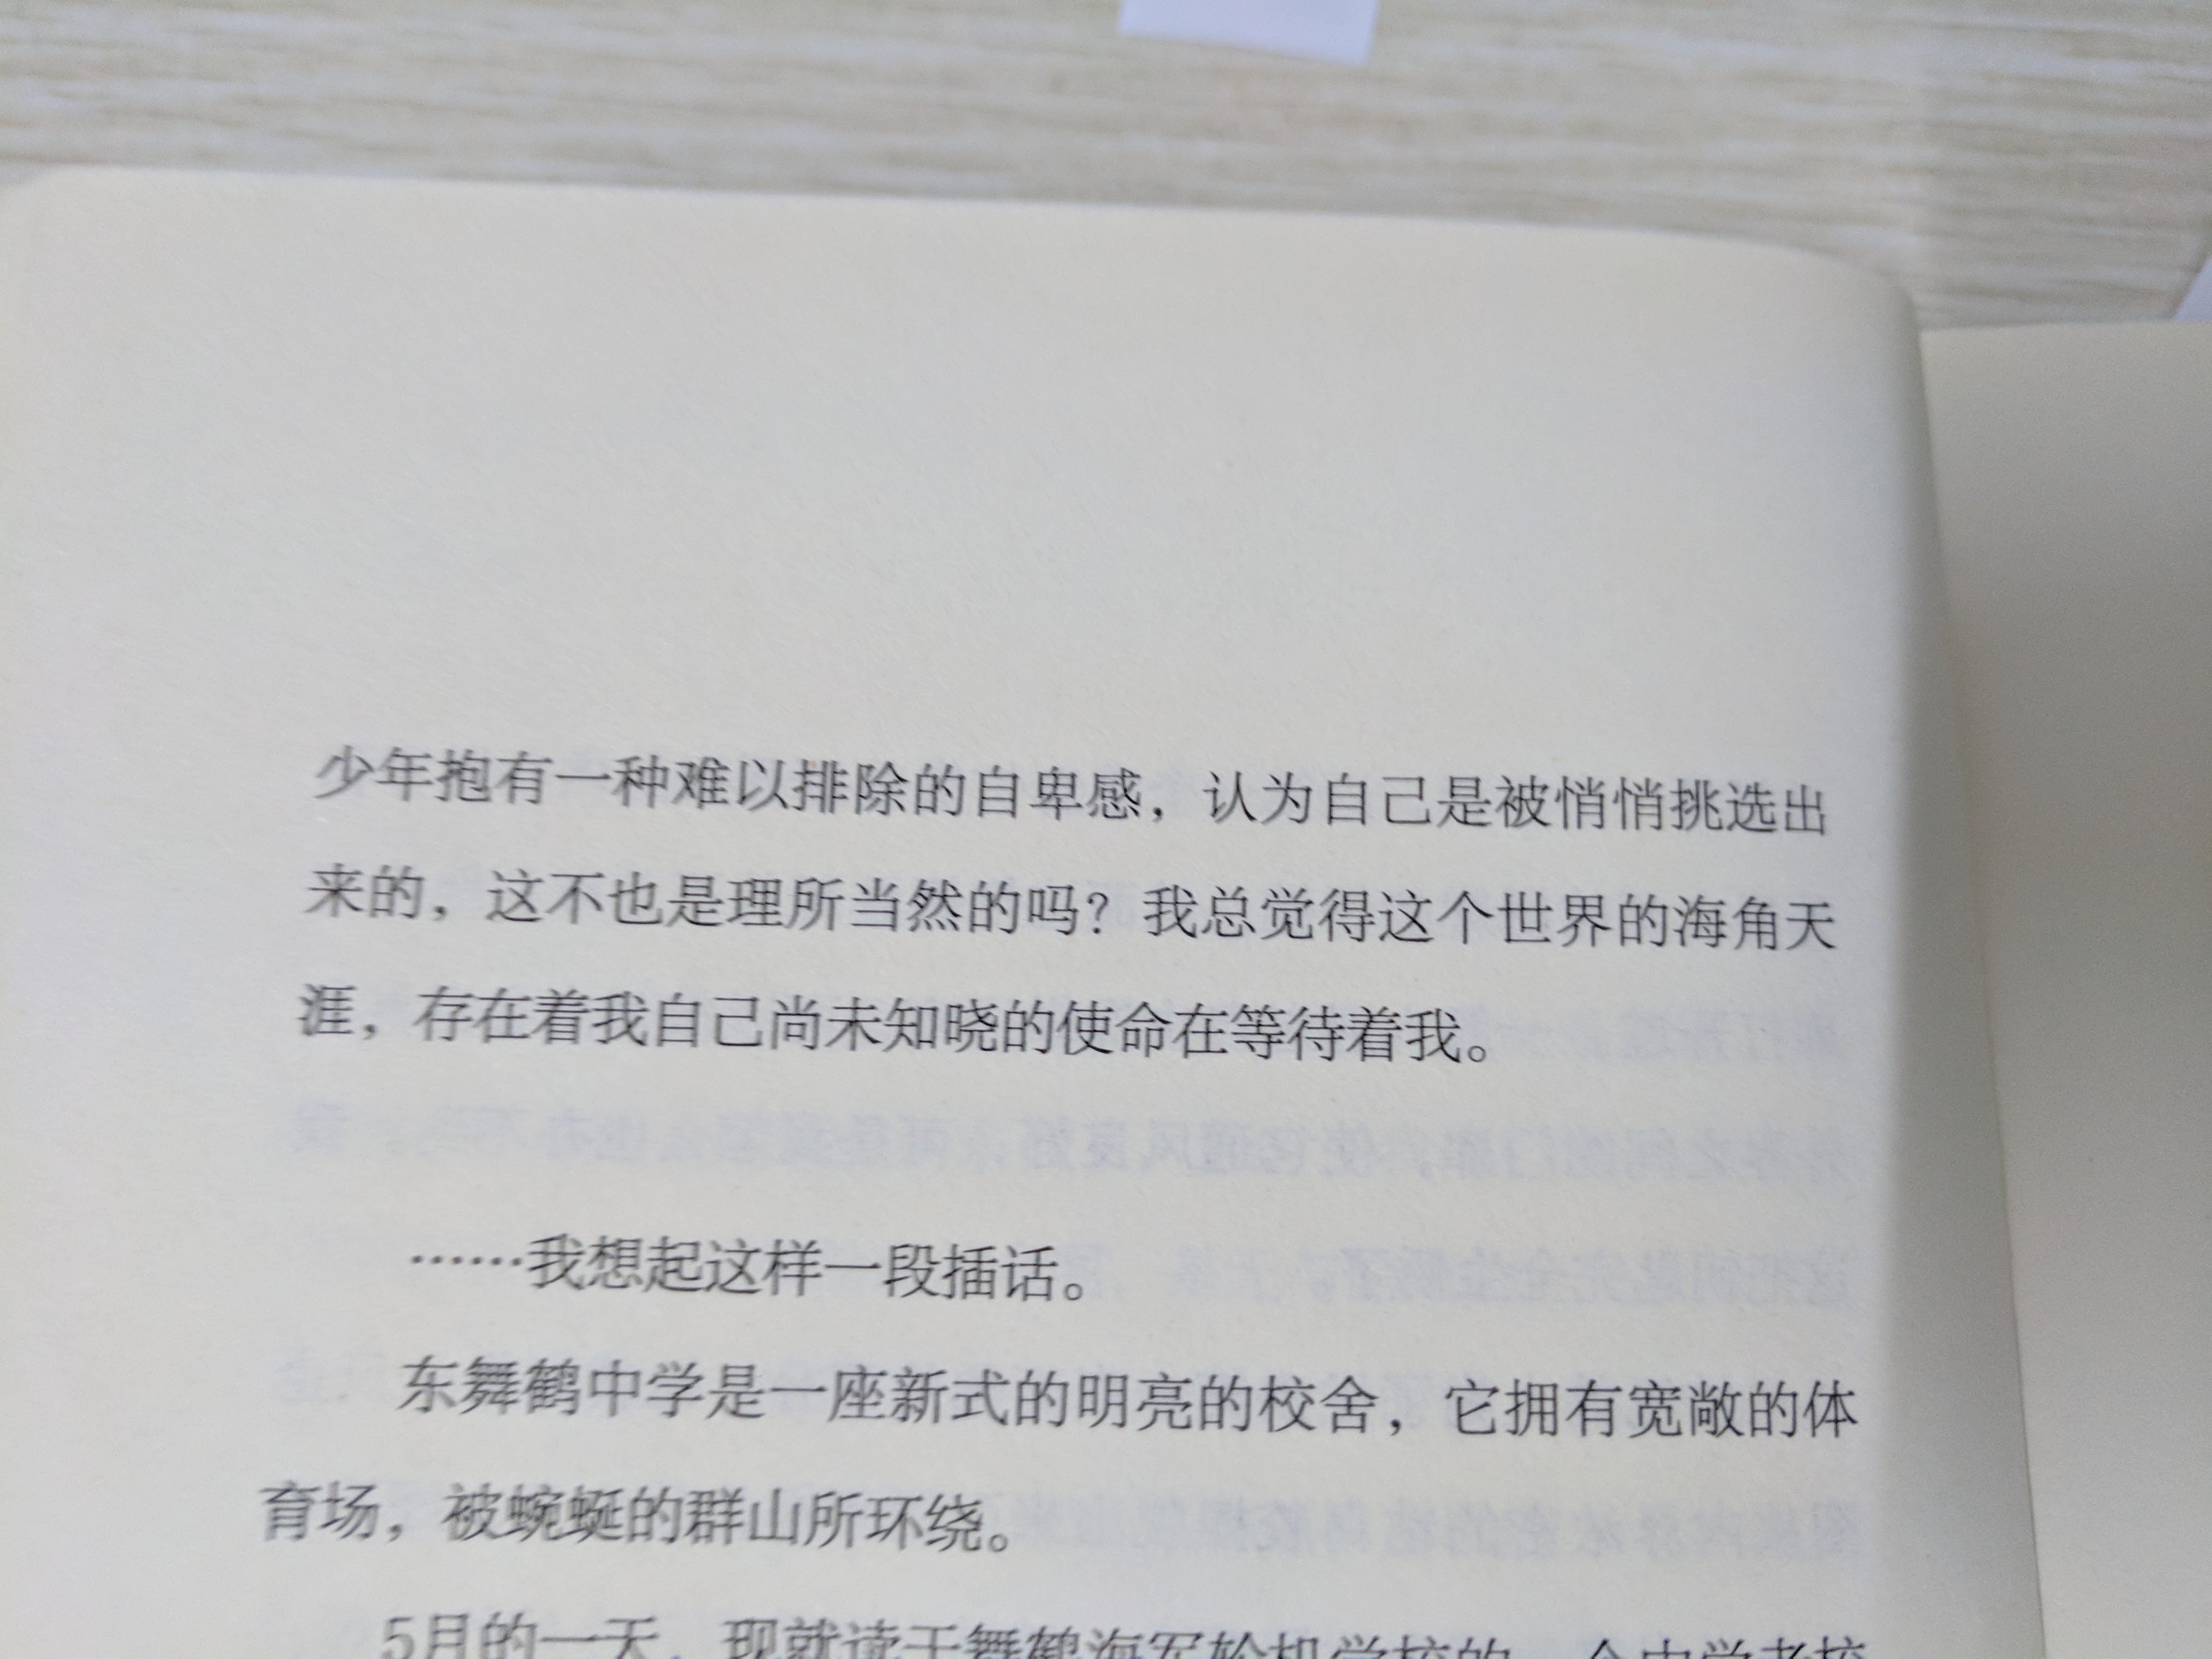 少年抱有一种难以排除的自卑感，认为自己是被悄悄挑选出
来的，这不也是理所当然的吗？我总觉得这个世界的海角天
涯，存在着我自己尚未知晓的使命在等待着我。
……我想起这样一段插话。
东舞鹤中学是一座新式的明亮的校舍，它拥有宽敞的体
育场，被蜿蜒的群山所环绕。
5月的一天，现就读于舞鹤海军轮机学校的一个中学老校